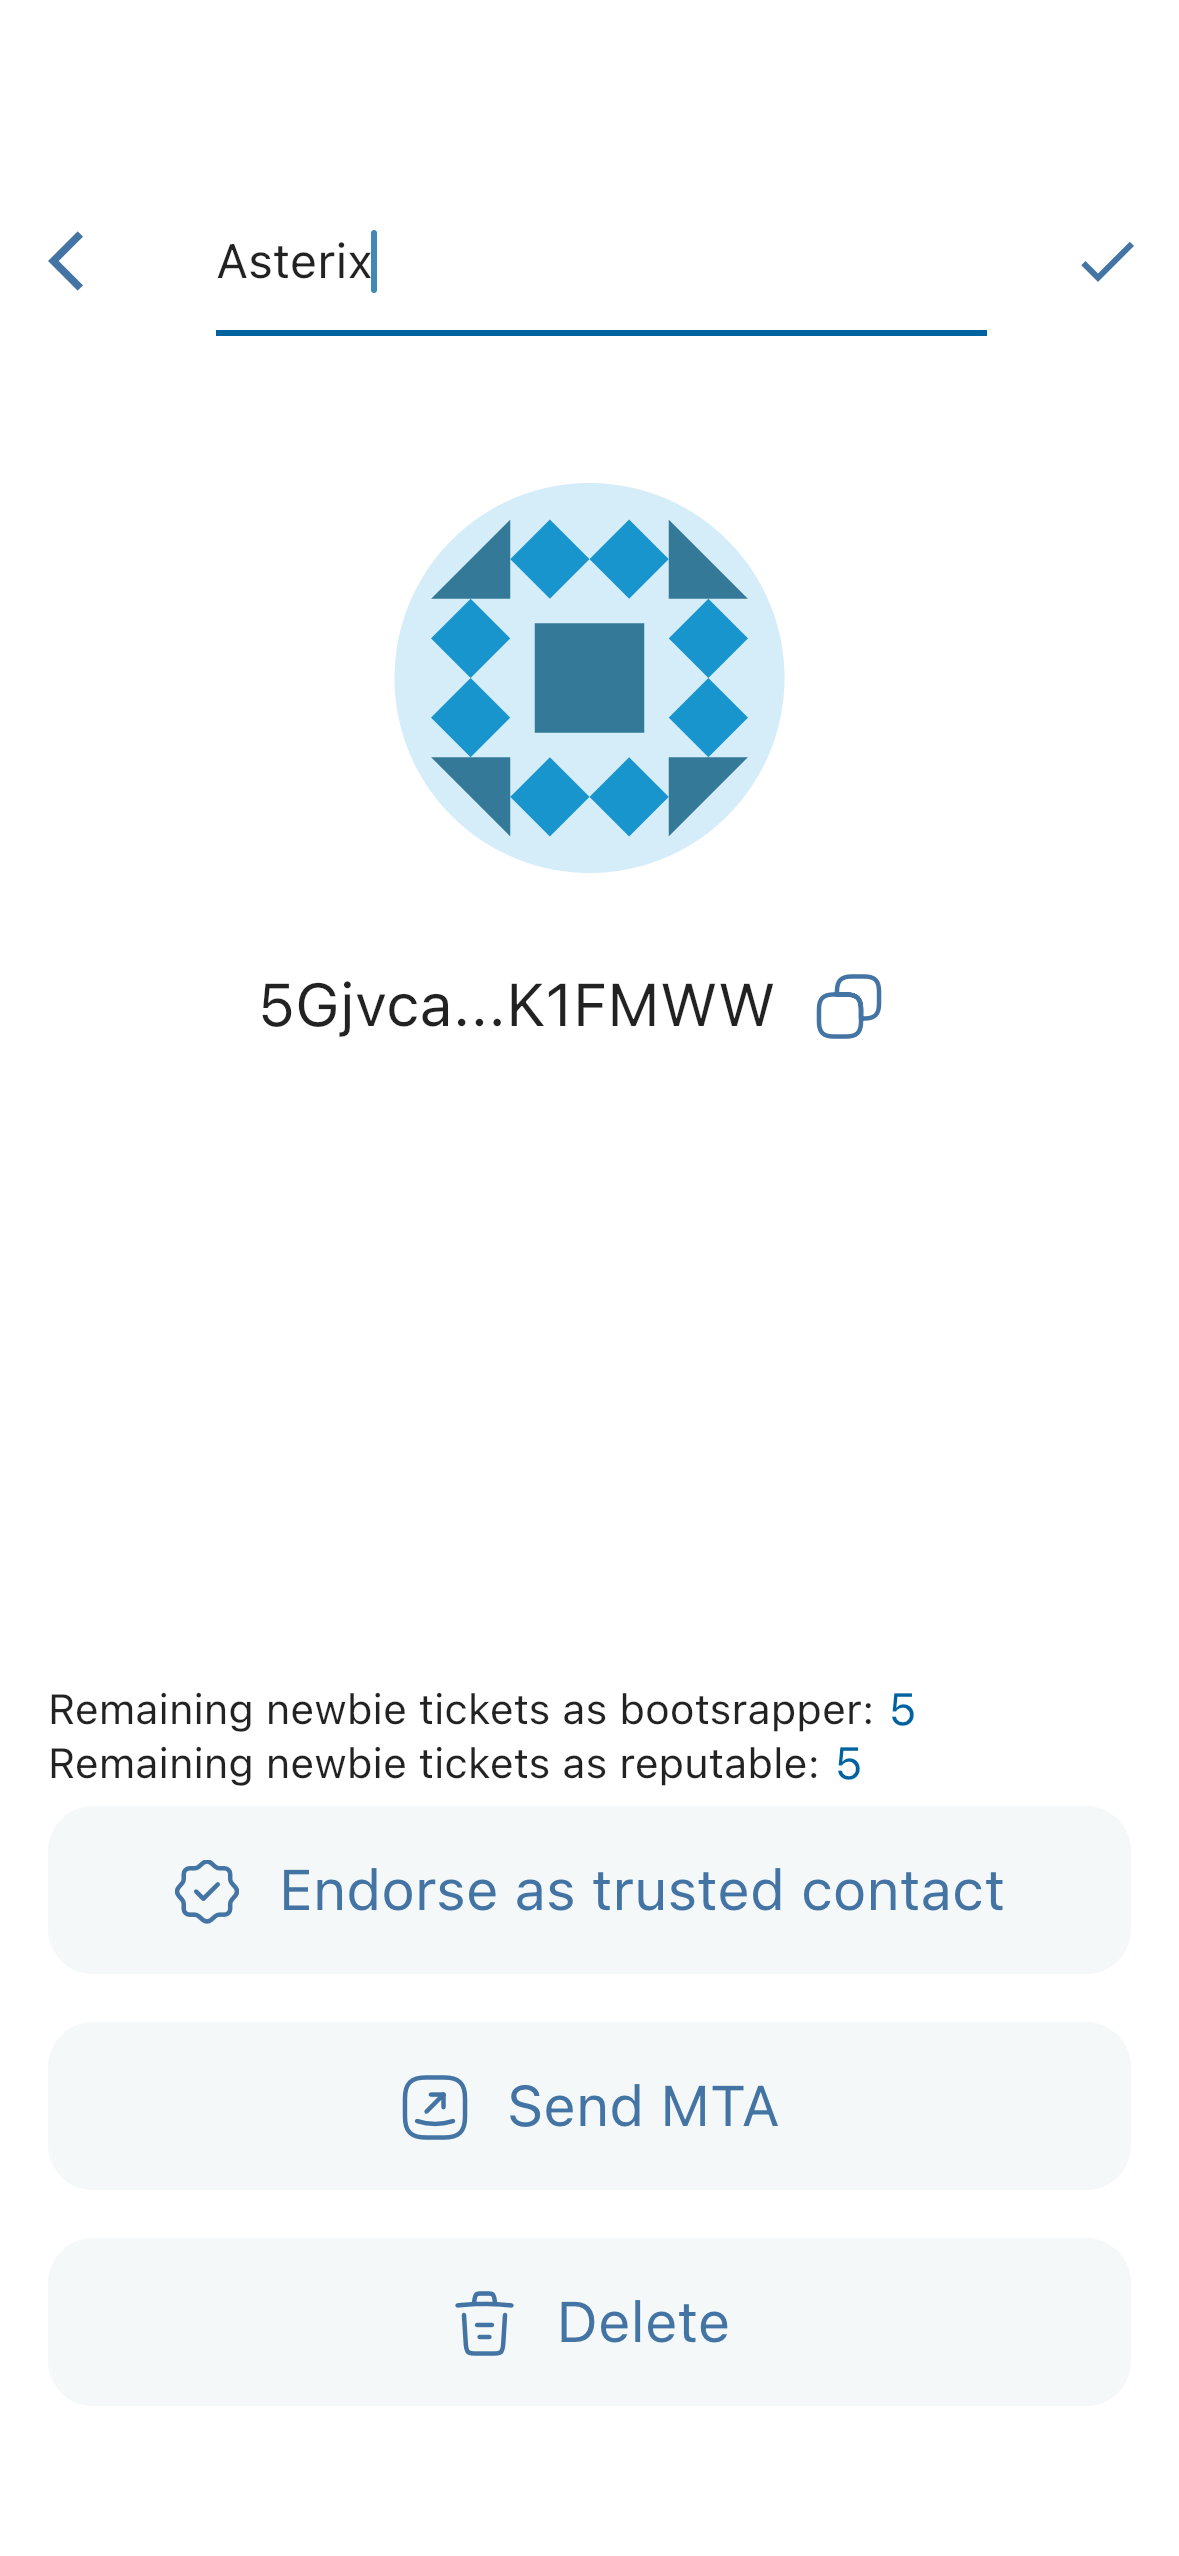 Asterix
5Gjvca...K1FMWW
Remaining newbie tickets as bootsrapper: 5
Remaining newbie tickets as reputable: 5
Endorse as trusted contact
Send MTA
Delete